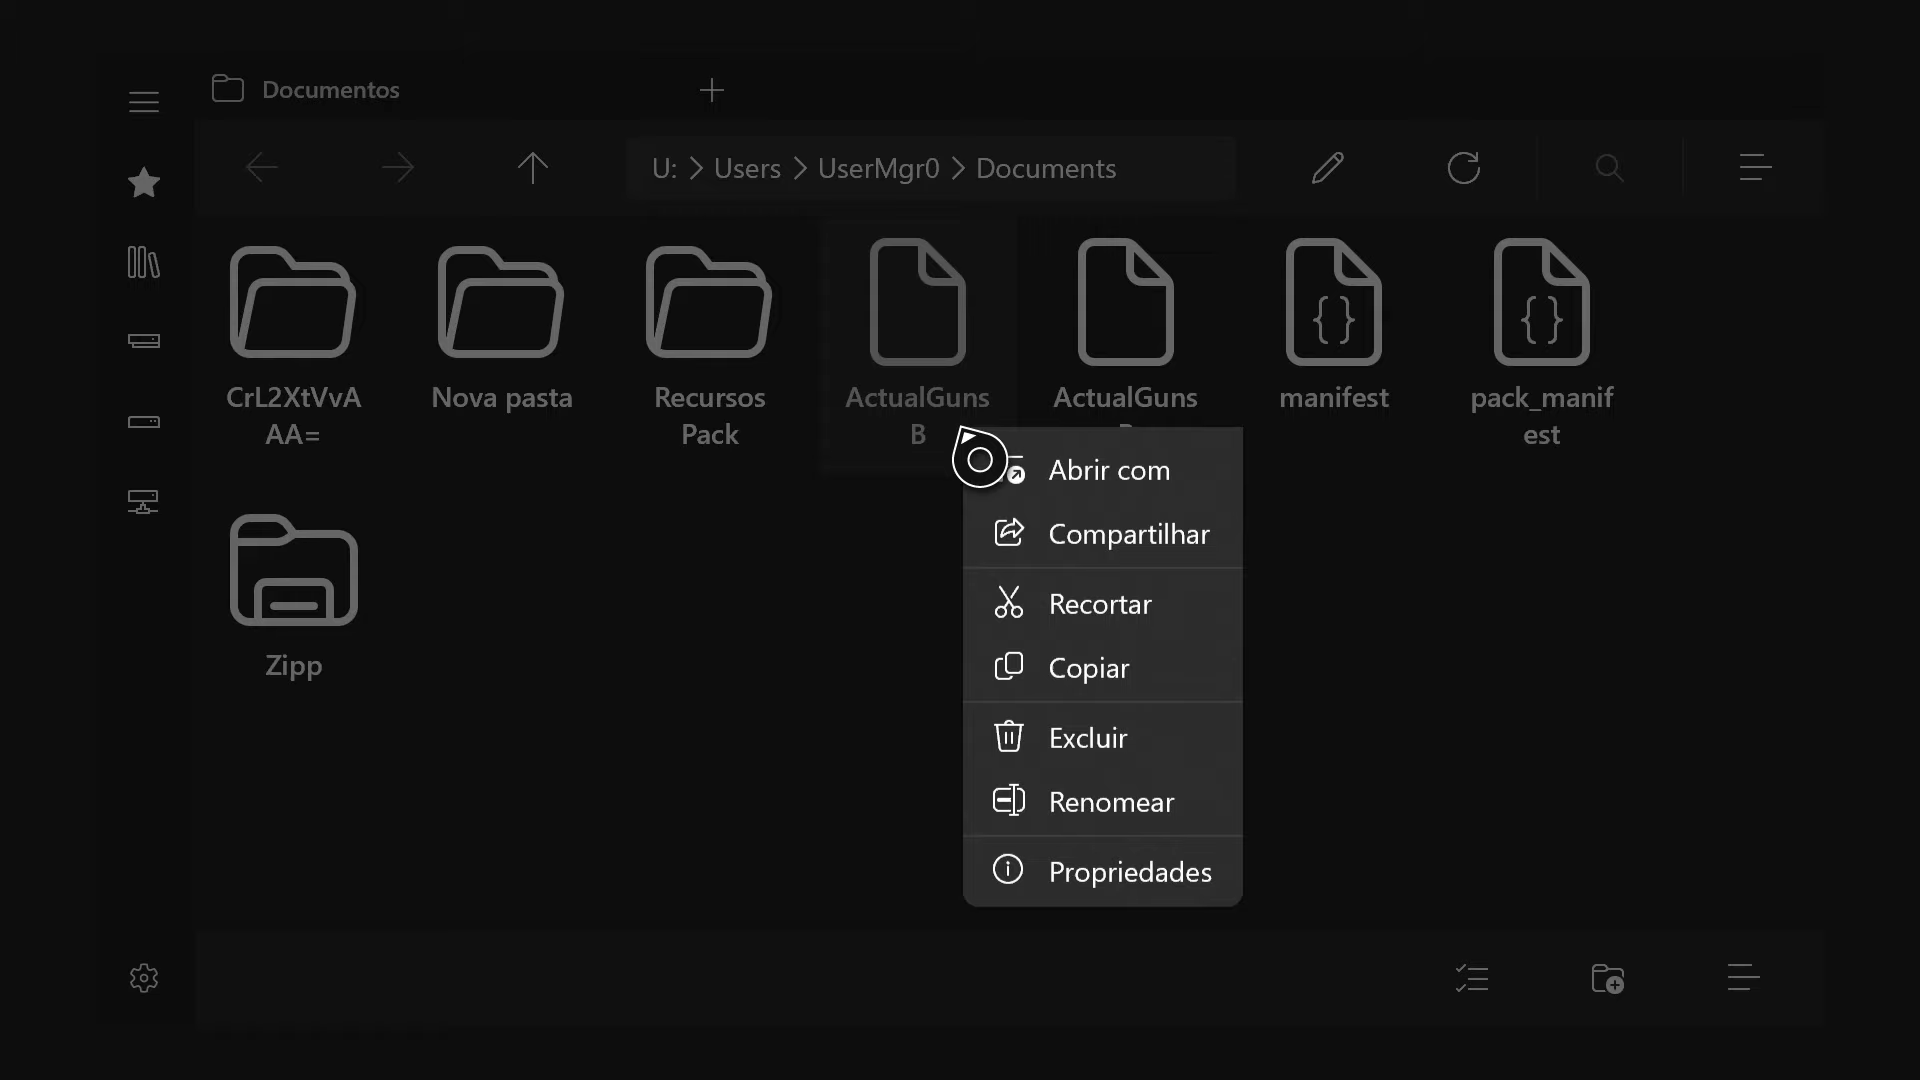 Documentos
U: > Users > UserMgr0 > Documents
CrL2XtVvA
AA=
Nova pasta
Recursos
Pack
ActualGuns
B
ActualGuns
manifest
pack_manif
est
Zipp
Abrir com
Compartilhar
Recortar
Copiar
Excluir
Renomear
Propriedades